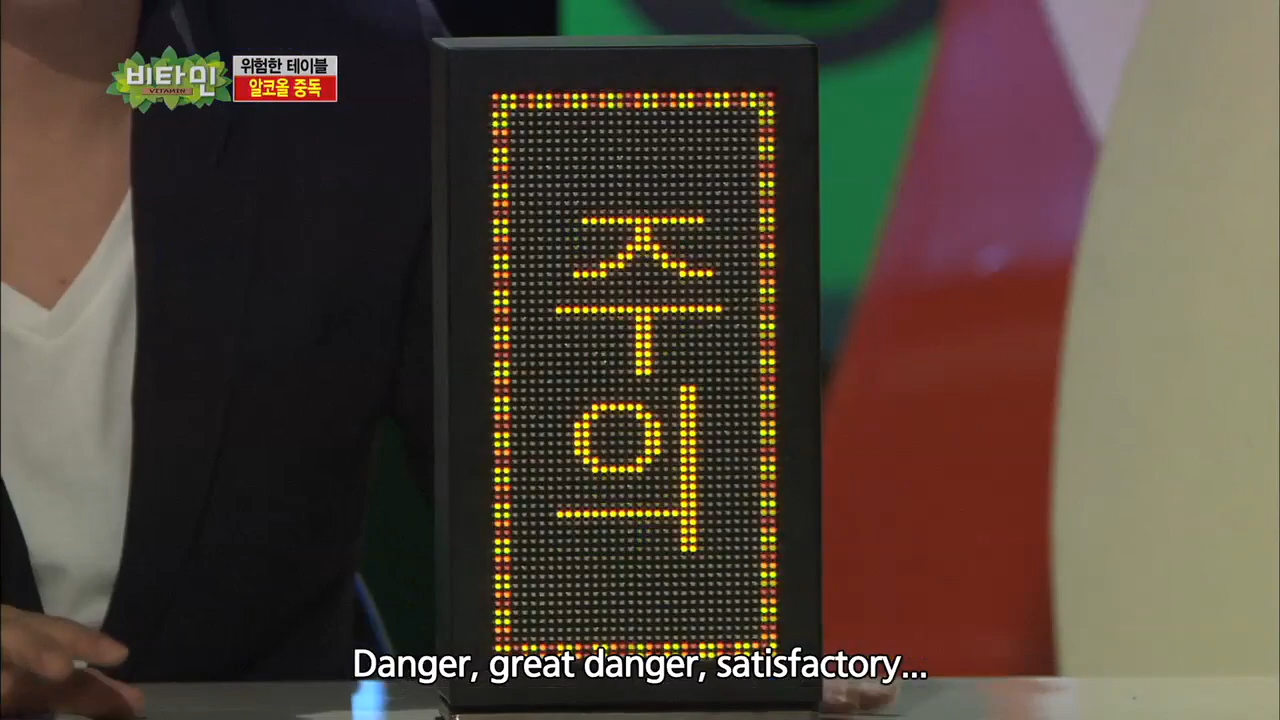 비타민
VITAMIN
위험한 테이블
알코올 중독
주의
Danger, great danger, satisfactory...